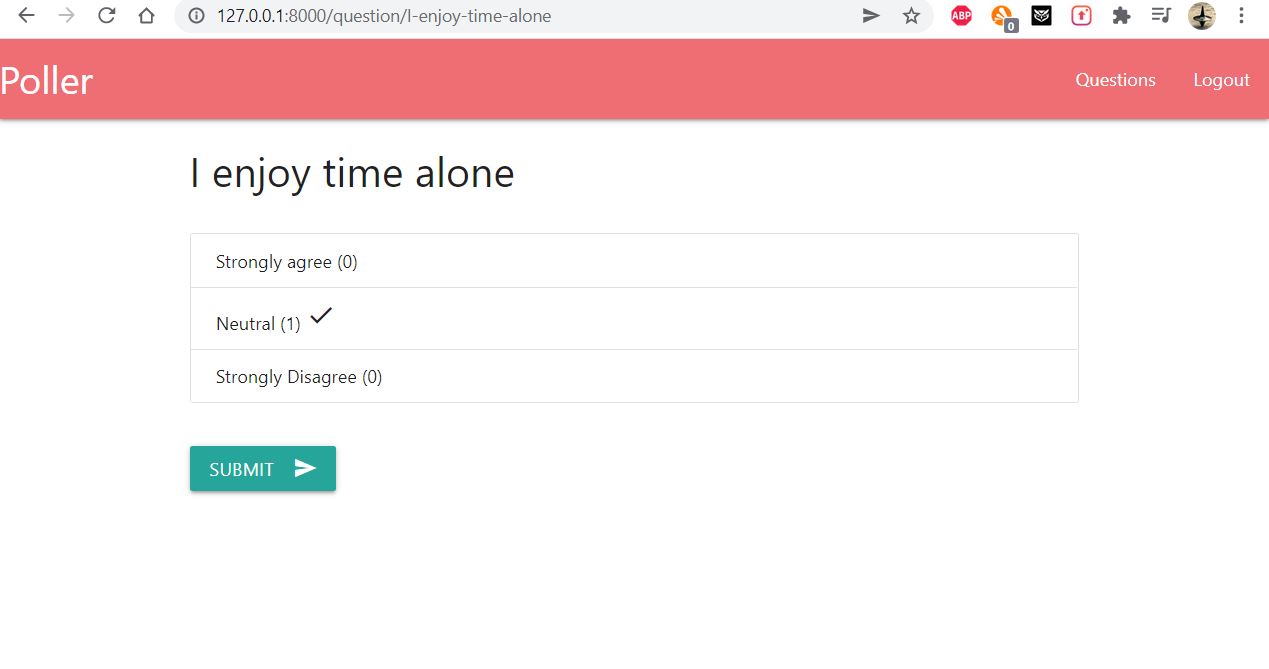 127.0.0.1:8000/question/I-enjoy-time-alone
ABP
0
Poller
Questions
Logout
I enjoy time alone
Strongly agree (0)
Neutral (1)
Strongly Disagree (0)
SUBMIT